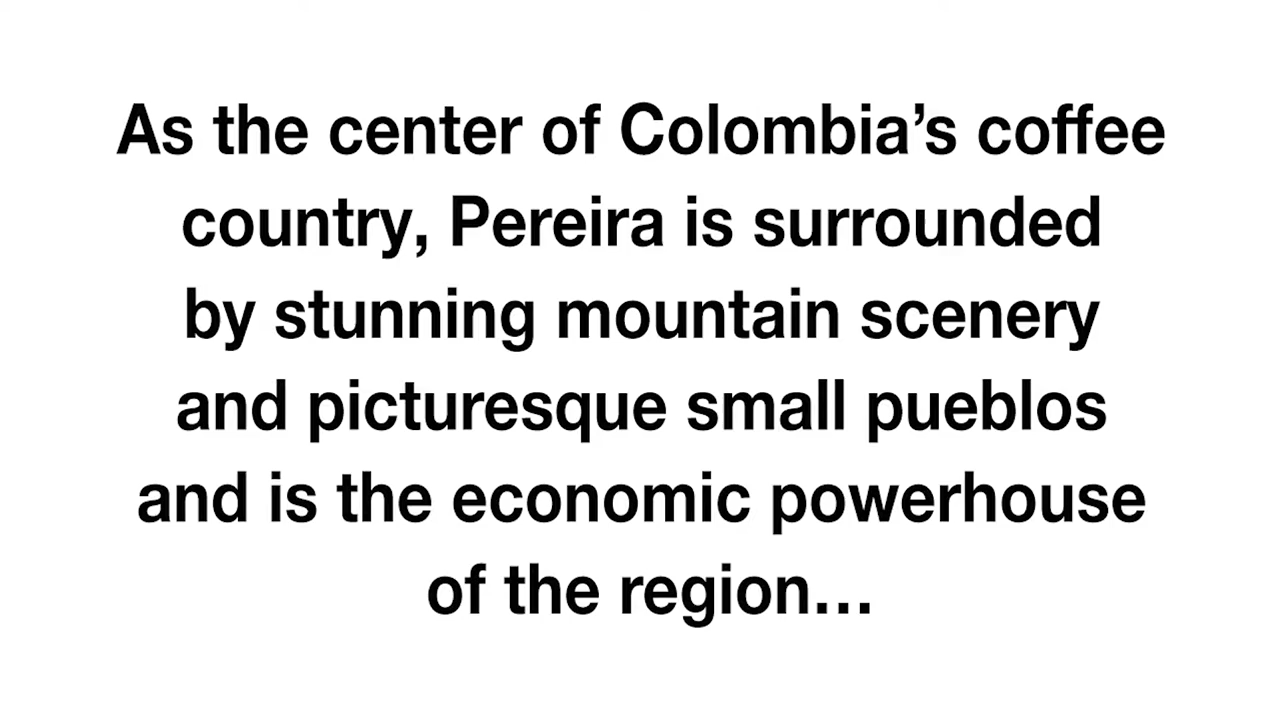 As the center of Colombia’s coffee
country, Pereira is surrounded
by stunning mountain scenery
and picturesque small pueblos
and is the economic powerhouse
of the region…